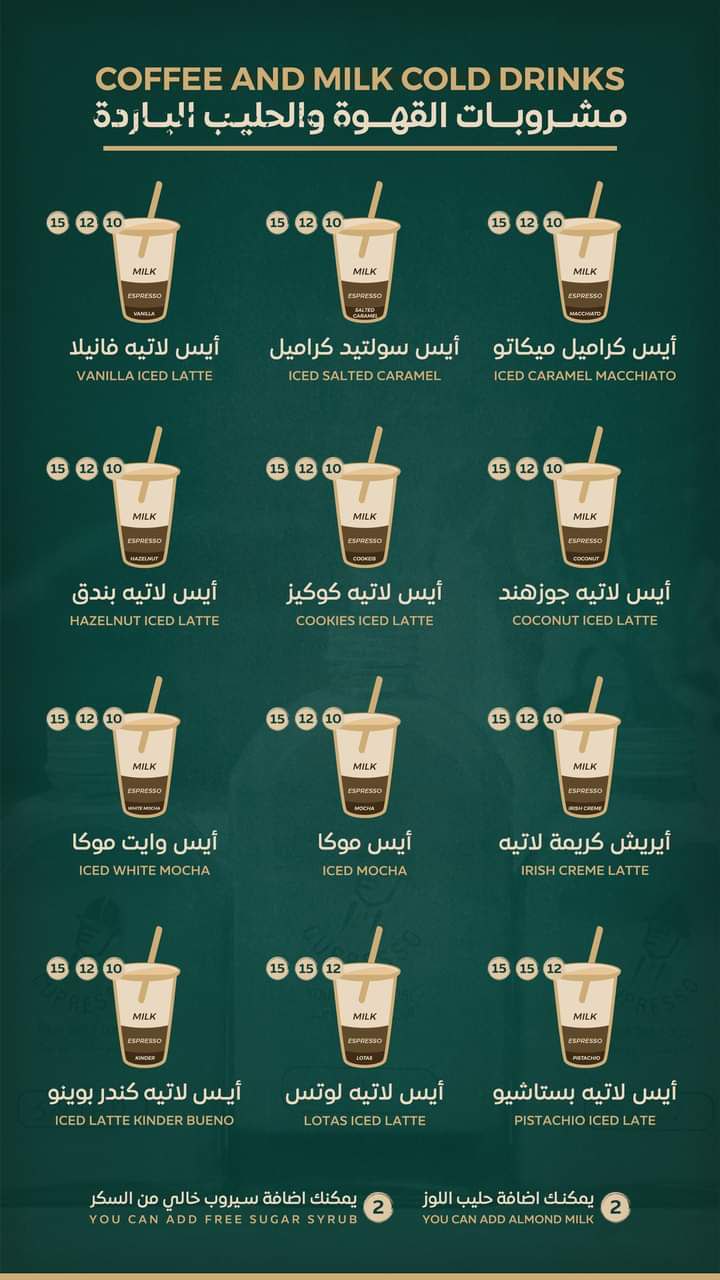 COFFEE AND MILK COLD DRINKS
مشروبات القهوة والحليب الباردة
15 12 10
MILK
ESPRESSO
VANILLA
أيس لاتيه فانيلا
VANILLA ICED LATTE
15 12 10
MILK
ESPRESSO
SALTED
CARAMEL
أيس سولتيد كراميل
ICED SALTED CARAMEL
15 12 10
MILK
ESPRESSO
MACCHIATO
أيس كراميل ميكاتو
ICED CARAMEL MACCHIATO
15 12 10
MILK
ESPRESSO
HAZELNUT
أيس لاتيه بندق
HAZELNUT ICED LATTE
15 12 10
MILK
ESPRESSO
COOKEIS
أيس لاتيه كوكيز
COOKIES ICED LATTE
15 12 10
MILK
ESPRESSO
COCONUT
أيس لاتيه جوزهند
COCONUT ICED LATTE
15 12 10
MILK
ESPRESSO
WHITE MOCHA
أيس وايت موكا
ICED WHITE MOCHA
15 12 10
MILK
ESPRESSO
MOCHA
أيس موكا
ICED MOCHA
15 12 10
MILK
ESPRESSO
IRISH CREME
أيريش كريمة لاتيه
IRISH CREME LATTE
15 12 10
MILK
ESPRESSO
KINDER
أيس لاتيه كندر بوينو
ICED LATTE KINDER BUENO
15 15 12
MILK
ESPRESSO
LOTAS
أيس لاتيه لوتس
LOTAS ICED LATTE
15 15 12
MILK
ESPRESSO
PISTACHIO
أيس لاتيه بستاشيو
PISTACHIO ICED LATE
يمكنك اضافة سيروب خالي من السكر 2
YOU CAN ADD FREE SUGAR SYRUB
يمكنك اضافة حليب اللوز 2
YOU CAN ADD ALMOND MILK